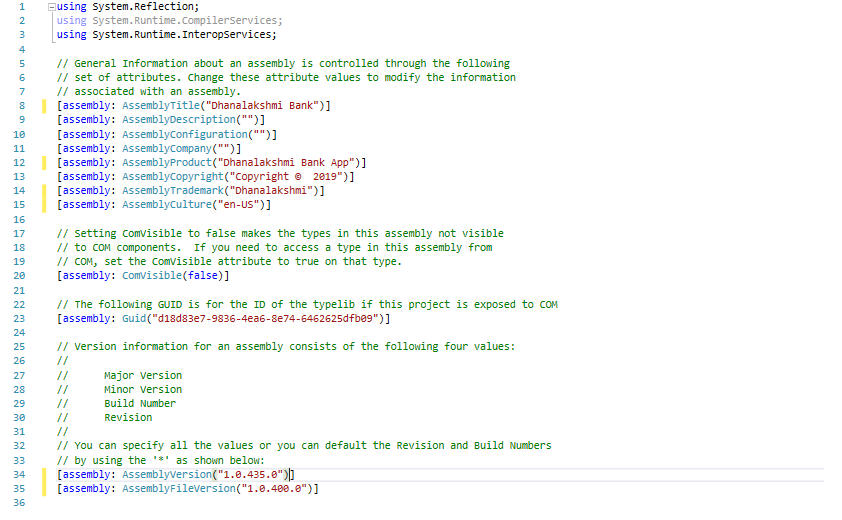 1 using System.Reflection;
2 using System.Runtime.CompilerServices;
3 using System.Runtime.InteropServices;
4
5 // General Information about an assembly is controlled through the following
6 // set of attributes. Change these attribute values to modify the information
7 // associated with an assembly.
8 [assembly: AssemblyTitle("Dhanalakshmi Bank")]
9 [assembly: AssemblyDescription("")]
10 [assembly: AssemblyConfiguration("")]
11 [assembly: AssemblyCompany("")]
12 [assembly: AssemblyProduct("Dhanalakshmi Bank App")]
13 [assembly: AssemblyCopyright("Copyright ©  2019")]
14 [assembly: AssemblyTrademark("Dhanalakshmi")]
15 [assembly: AssemblyCulture("en-US")]
16
17 // Setting ComVisible to false makes the types in this assembly not visible
18 // to COM components.  If you need to access a type in this assembly from
19 // COM, set the ComVisible attribute to true on that type.
20 [assembly: ComVisible(false)]
21
22 // The following GUID is for the ID of the typelib if this project is exposed to COM
23 [assembly: Guid("d18d83e7-9836-4ea6-8e74-6462625dfb09")]
24
25 // Version information for an assembly consists of the following four values:
26 //
27 //      Major Version
28 //      Minor Version
29 //      Build Number
30 //      Revision
31 //
32 // You can specify all the values or you can default the Revision and Build Numbers
33 // by using the '*' as shown below:
34 [assembly: AssemblyVersion("1.0.435.0")]
35 [assembly: AssemblyFileVersion("1.0.400.0")]
36